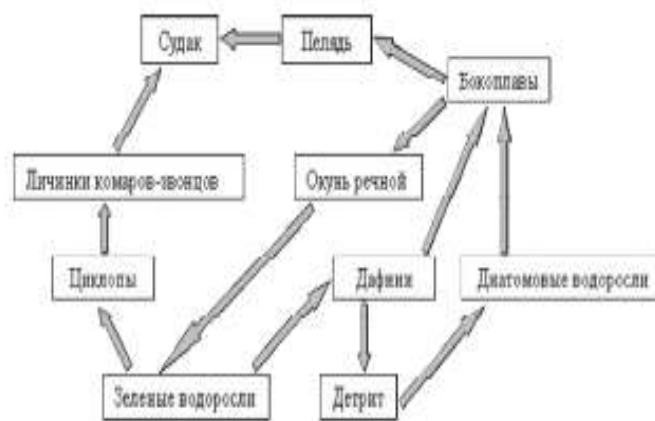 Судак
Пелядь
Бокоплавы
Личинки комаров-звонцов
Окунь речной
Циклопы
Дафнии
Диатомовые водоросли
Зеленые водоросли
Детрит